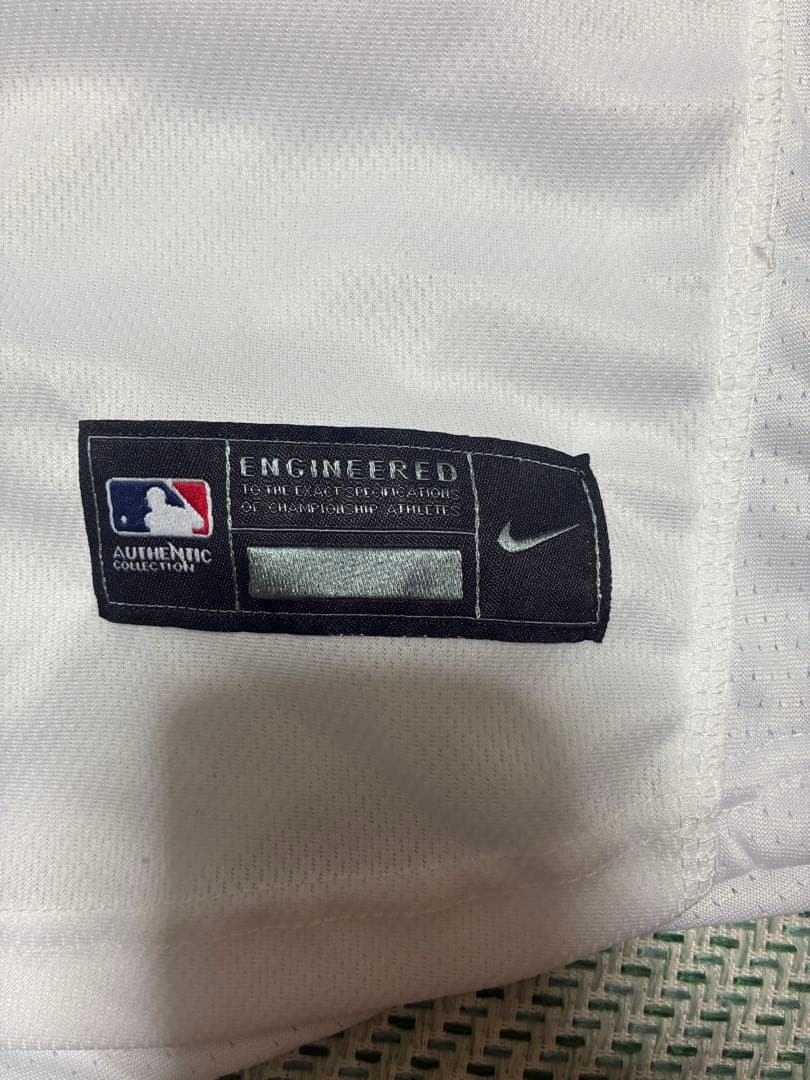 AUTHENTIC
COLLECTION
ENGINEERED
TO THE EXACT SPECIFICATIONS
OF CHAMPIONSHIP ATHLETES